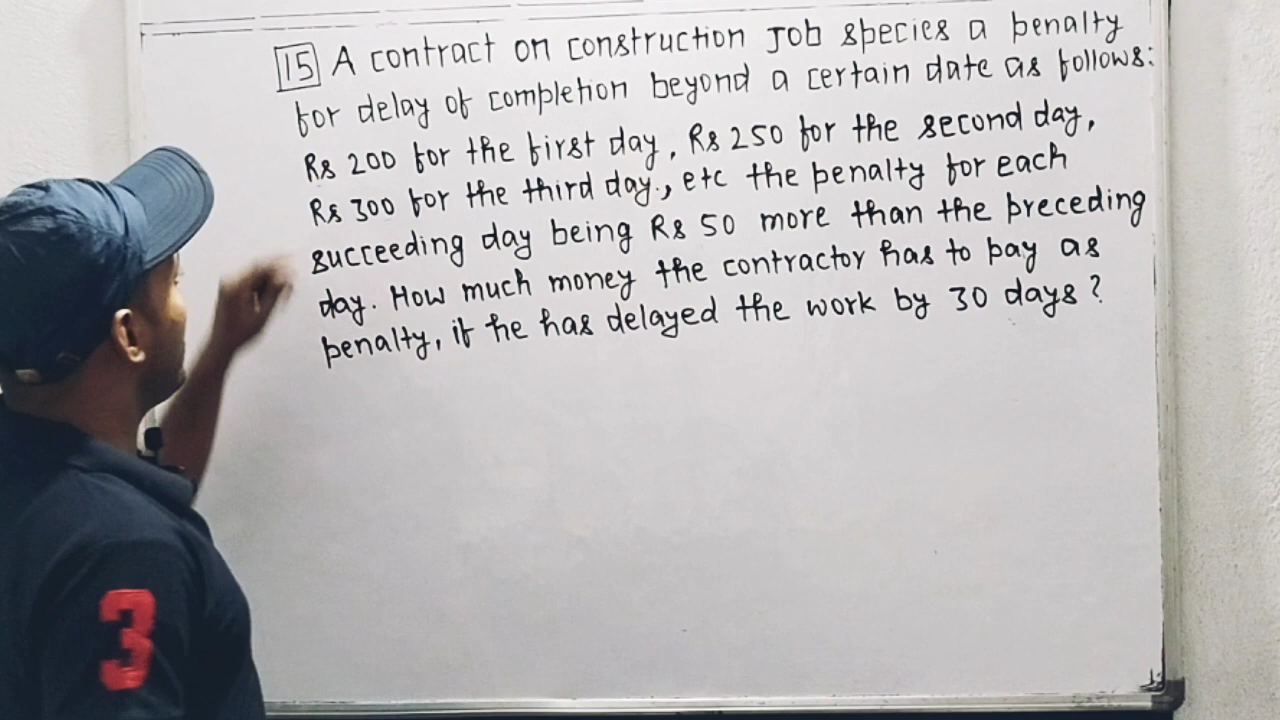 15 A contract on construction Job species a penalty
for delay of completion beyond a certain date as follows:
Rs 200 for the first day, Rs 250 for the second day,
Rs 300 for the third day., etc the penalty for each
succeeding day being Rs 50 more than the preceding
day. How much money the contractor has to pay as
penalty, if he has delayed the work by 30 days?
3